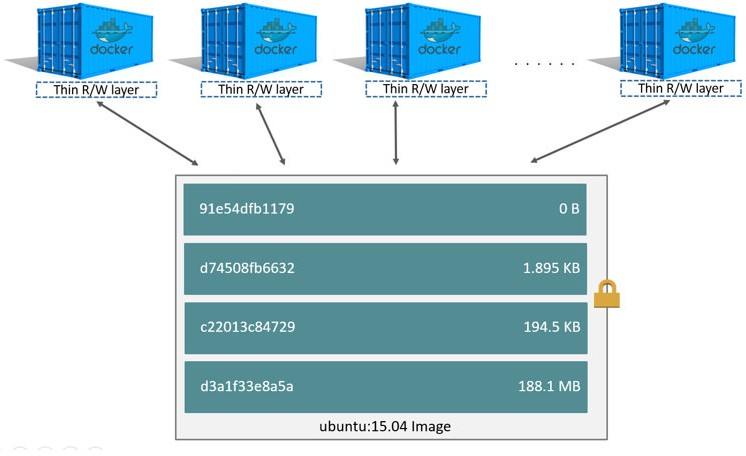 docker docker docker docker
Thin R/W layer Thin R/W layer Thin R/W layer . . . . . . Thin R/W layer
91e54dfb1179 0 B
d74508fb6632 1.895 KB
c22013c84729 194.5 KB
d3a1f33e8a5a 188.1 MB
ubuntu:15.04 Image